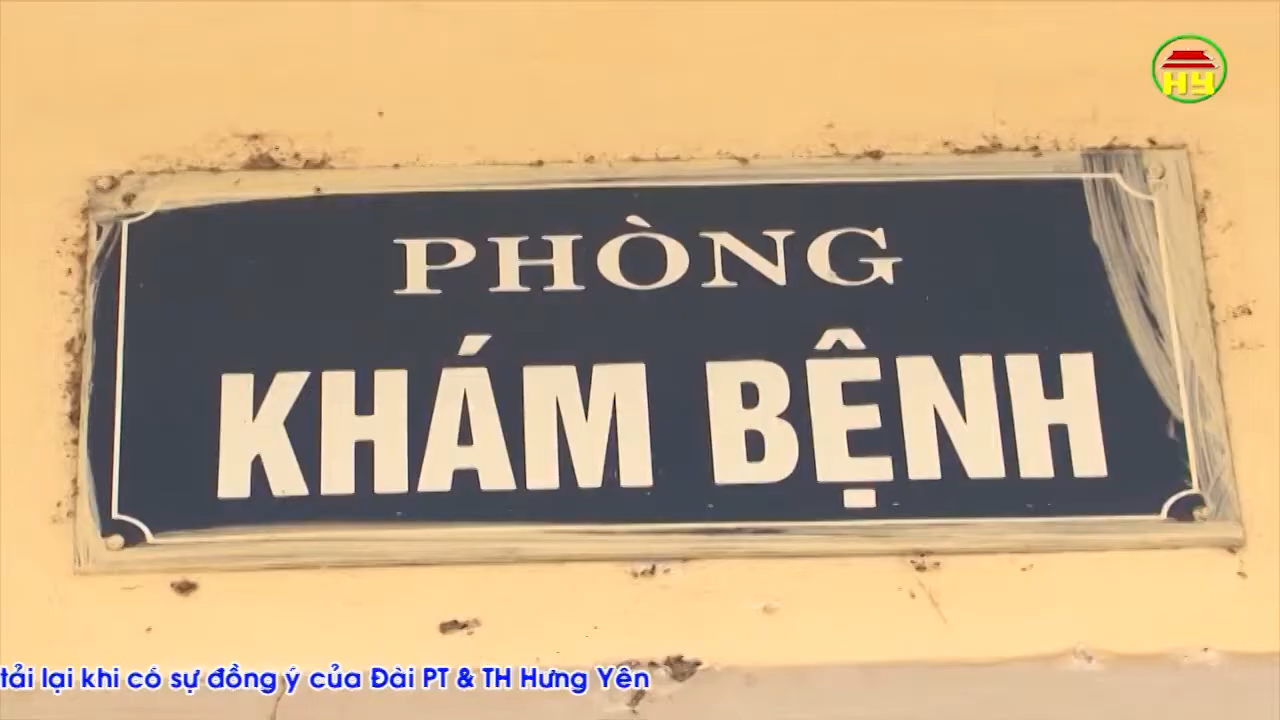 HY
PHÒNG
KHÁM BỆNH
tải lại khi có sự đồng ý của Đài PT & TH Hưng Yên